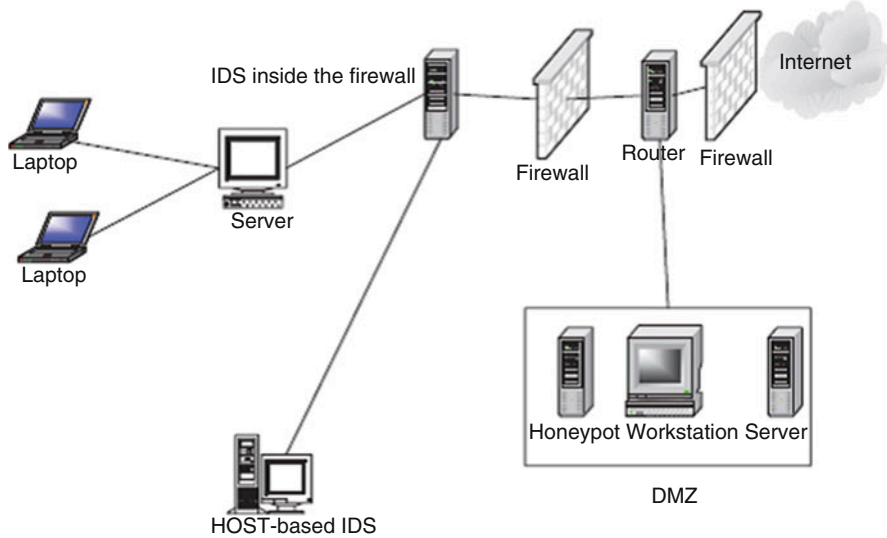 IDS inside the firewall
Internet
Laptop
Firewall
Router
Firewall
Server
Laptop
Honeypot Workstation Server
DMZ
HOST-based IDS